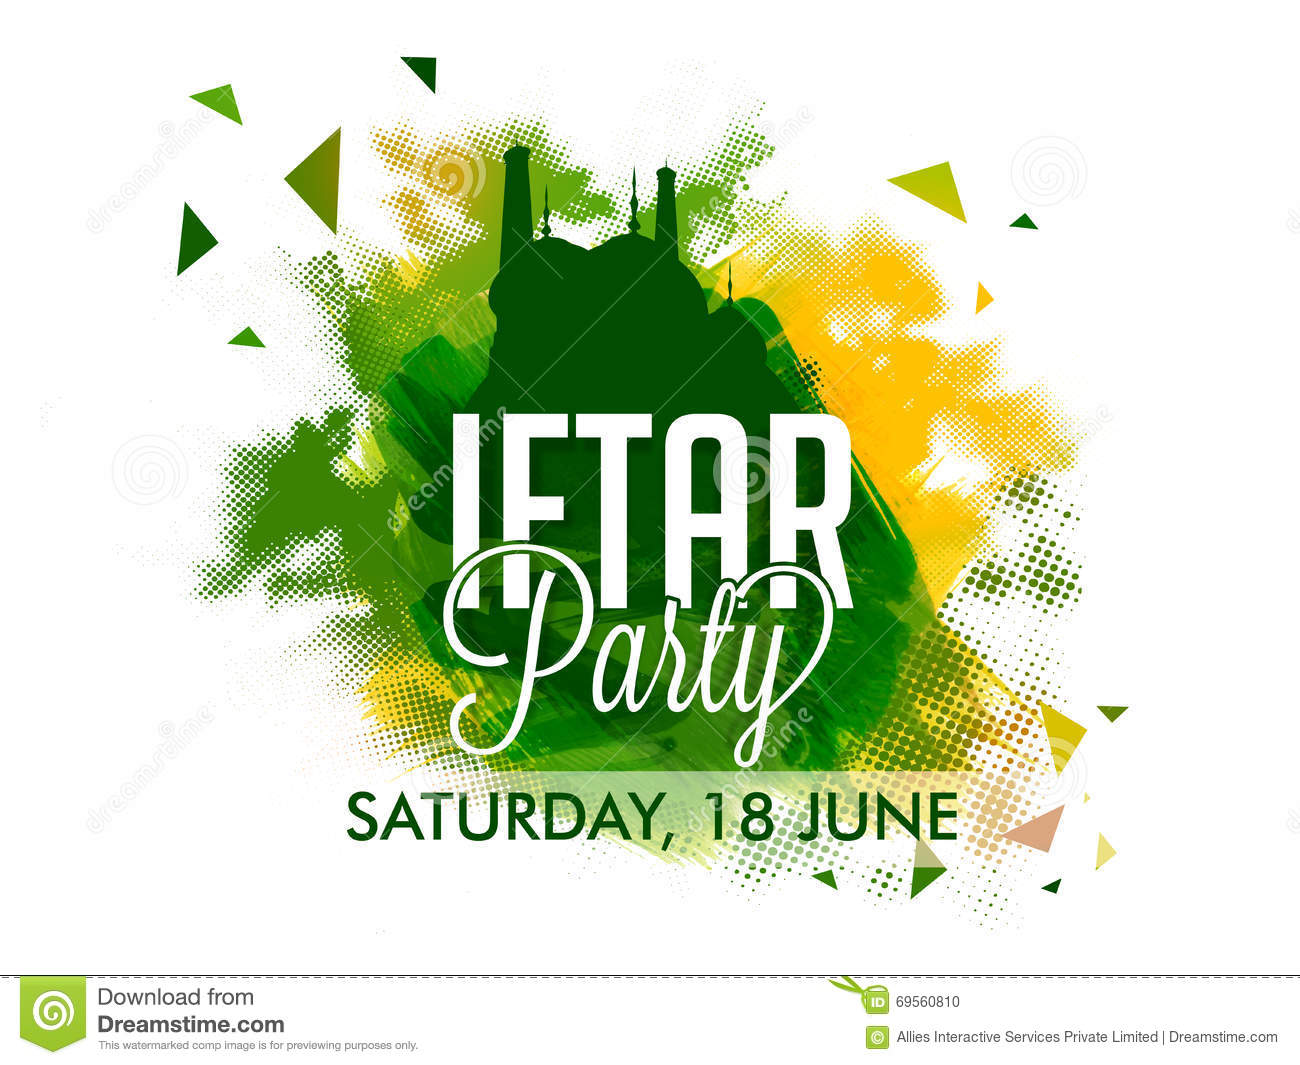 IFTAR
Party
SATURDAY, 18 JUNE
Download from
Dreamstime.com
This watermarked comp image is for previewing purposes only.
ID 69560810
© Allies Interactive Services Private Limited | Dreamstime.com